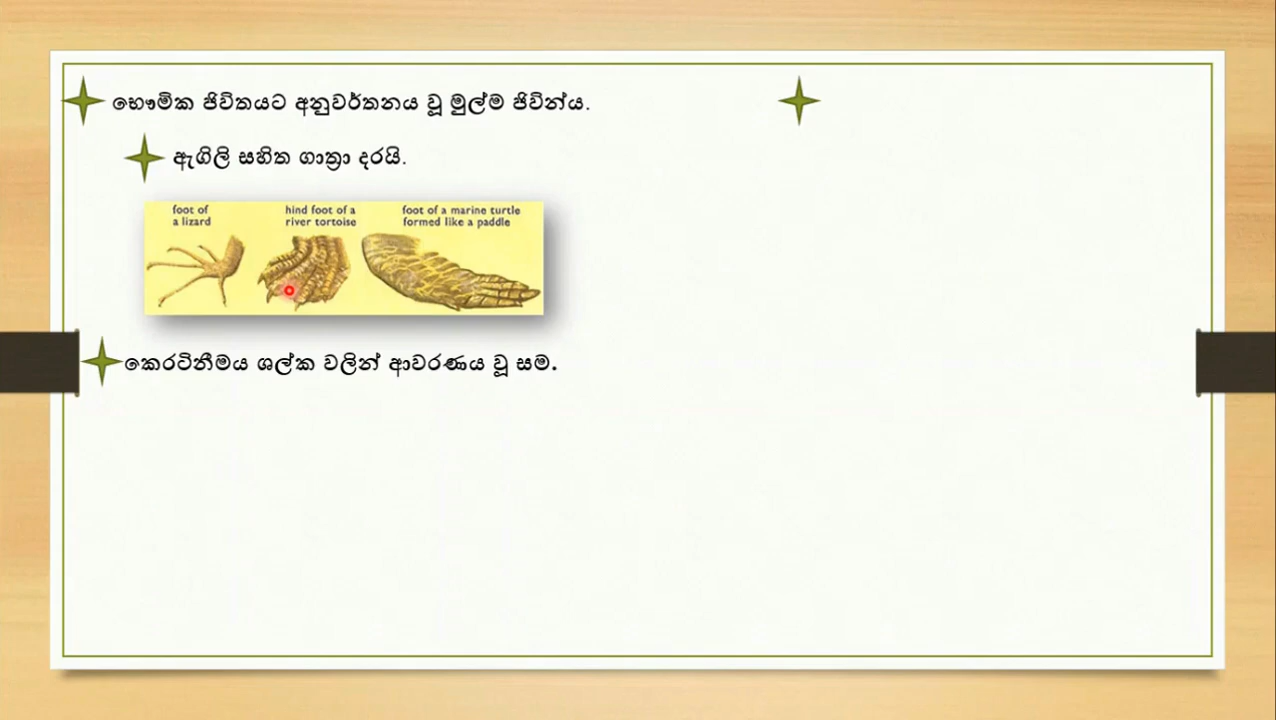 භෞමික ජිවිතයට අනුවර්තනය වූ මුල්ම ජිවින්ය.
ඇගිලි සහිත ගාත්‍රා දරයි.
foot of
a lizard
hind foot of a
river tortoise
foot of a marine turtle
formed like a paddle
කෙරටිනීමය ශල්ක වලින් ආවරණය වූ සම.